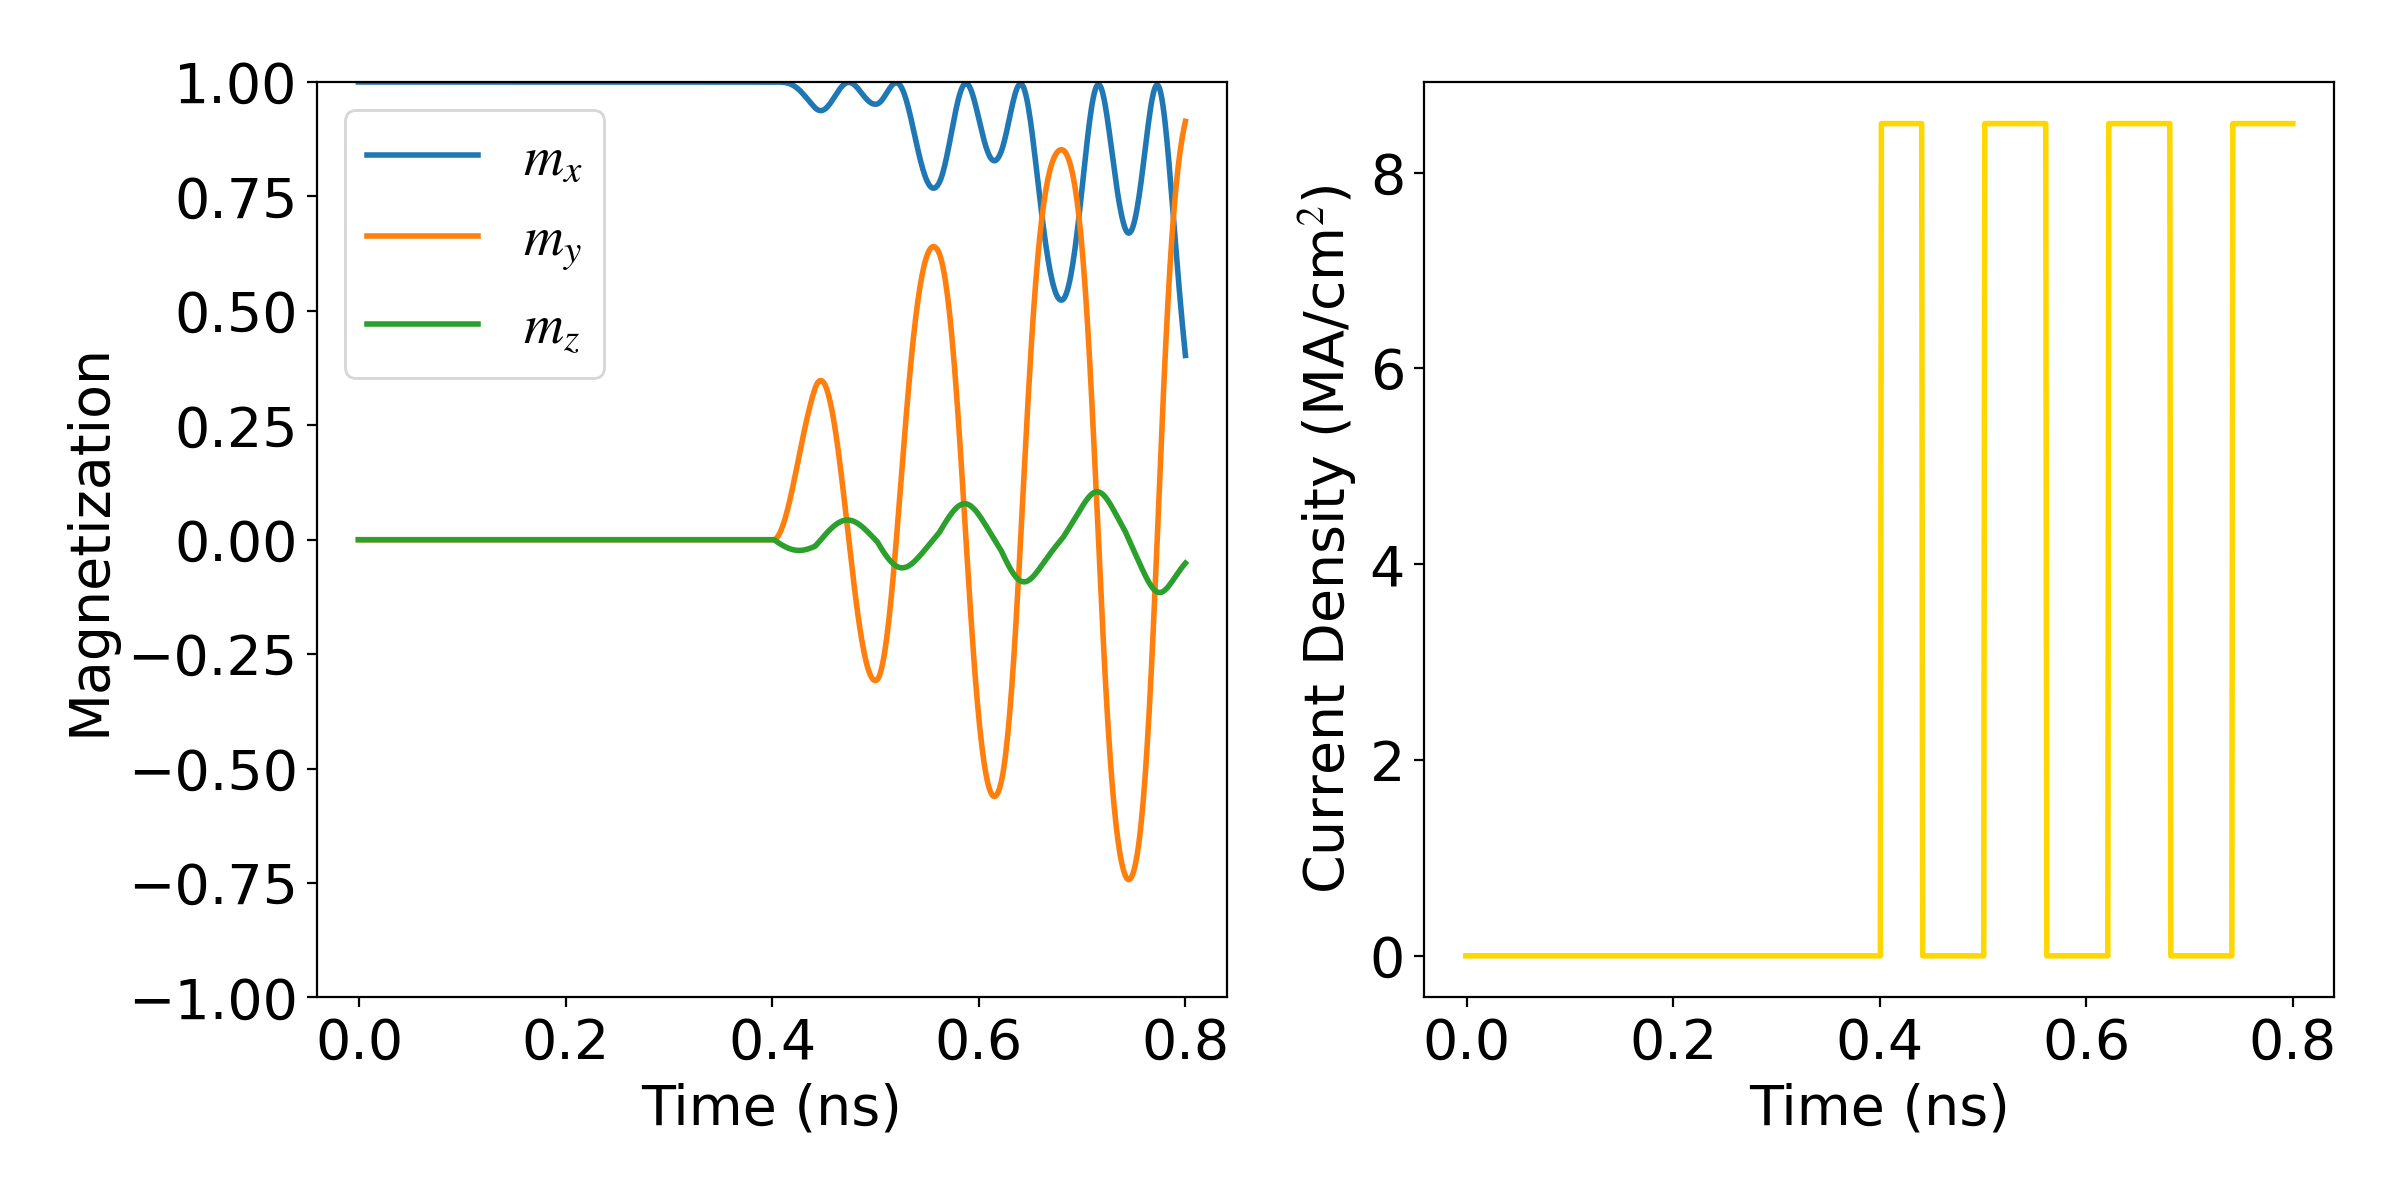 Magnetization
1.00
0.75
0.50
0.25
0.00
−0.25
−0.50
−0.75
−1.00
m_x
m_y
m_z
0.0 0.2 0.4 0.6 0.8
Time (ns)
Current Density (MA/cm²)
8
6
4
2
0
0.0 0.2 0.4 0.6 0.8
Time (ns)